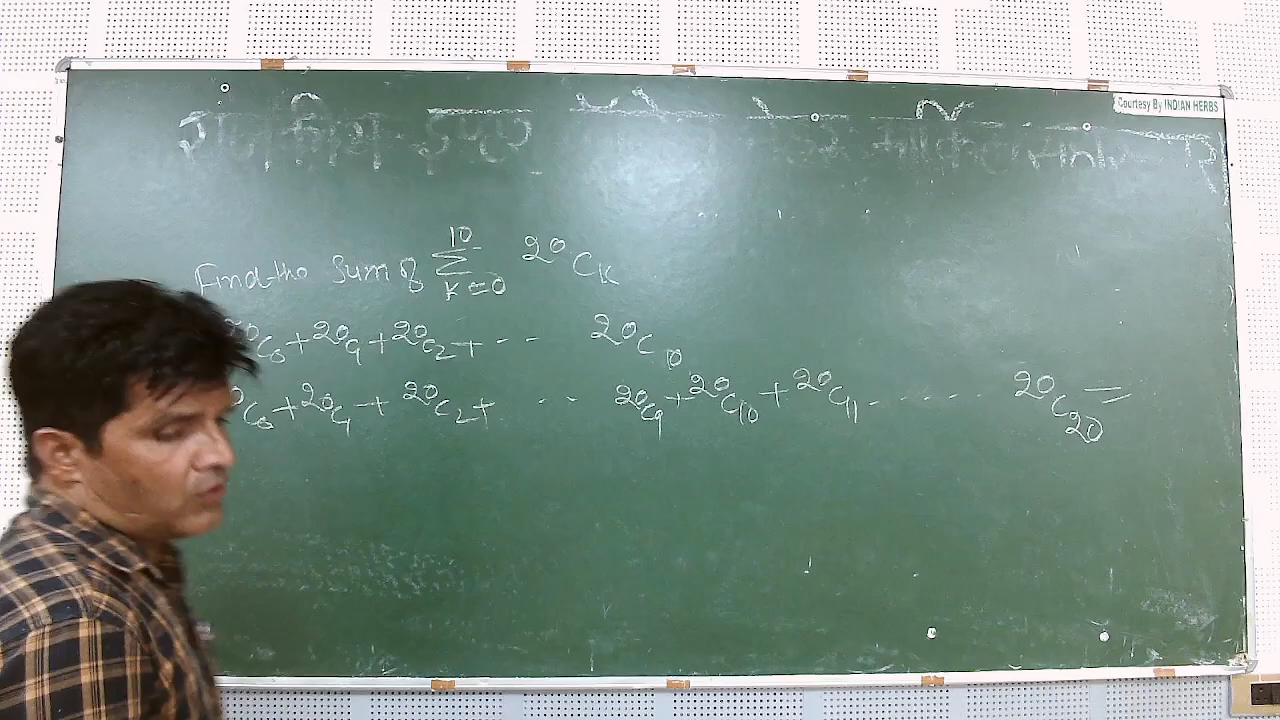 Courtesy By INDIAN HERBS
Find the Sum of 10 Σ K=0 20CK
20C0+20C1+20C2+-- 20C10
C0+20C1+ 20C2+ -- 20C9+20C10+20C11------ 20C20=